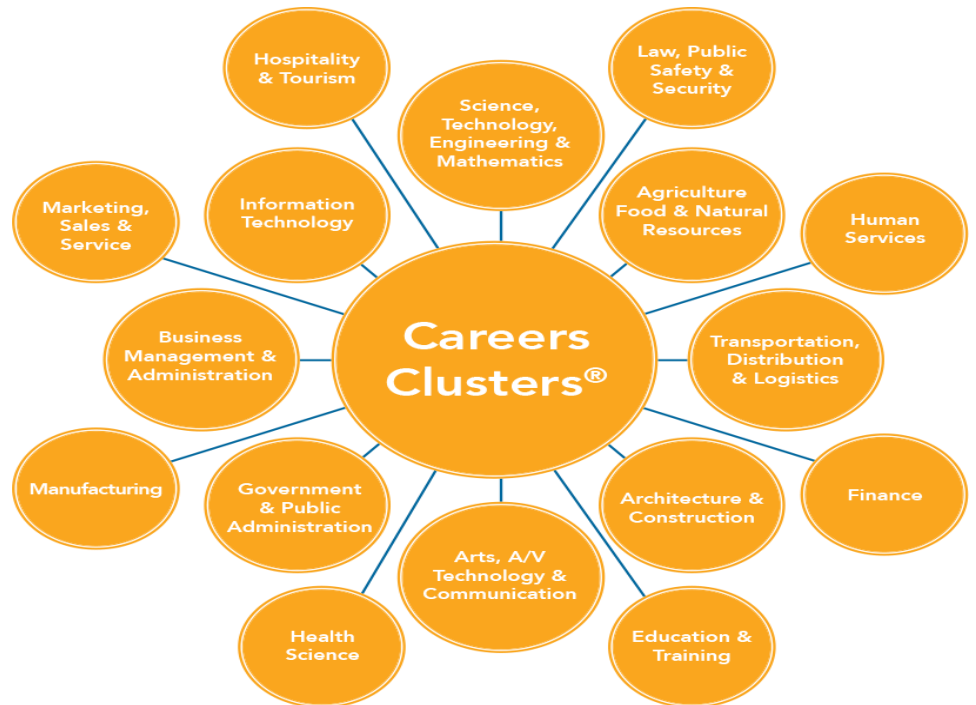 Hospitality
& Tourism
Law, Public
Safety &
Security
Science,
Technology,
Engineering &
Mathematics
Marketing,
Sales &
Service
Information
Technology
Agriculture
Food & Natural
Resources
Human
Services
Business
Management &
Administration
Careers
Clusters®
Transportation,
Distribution
& Logistics
Manufacturing
Government
& Public
Administration
Architecture &
Construction
Finance
Arts, A/V
Technology &
Communication
Health
Science
Education &
Training